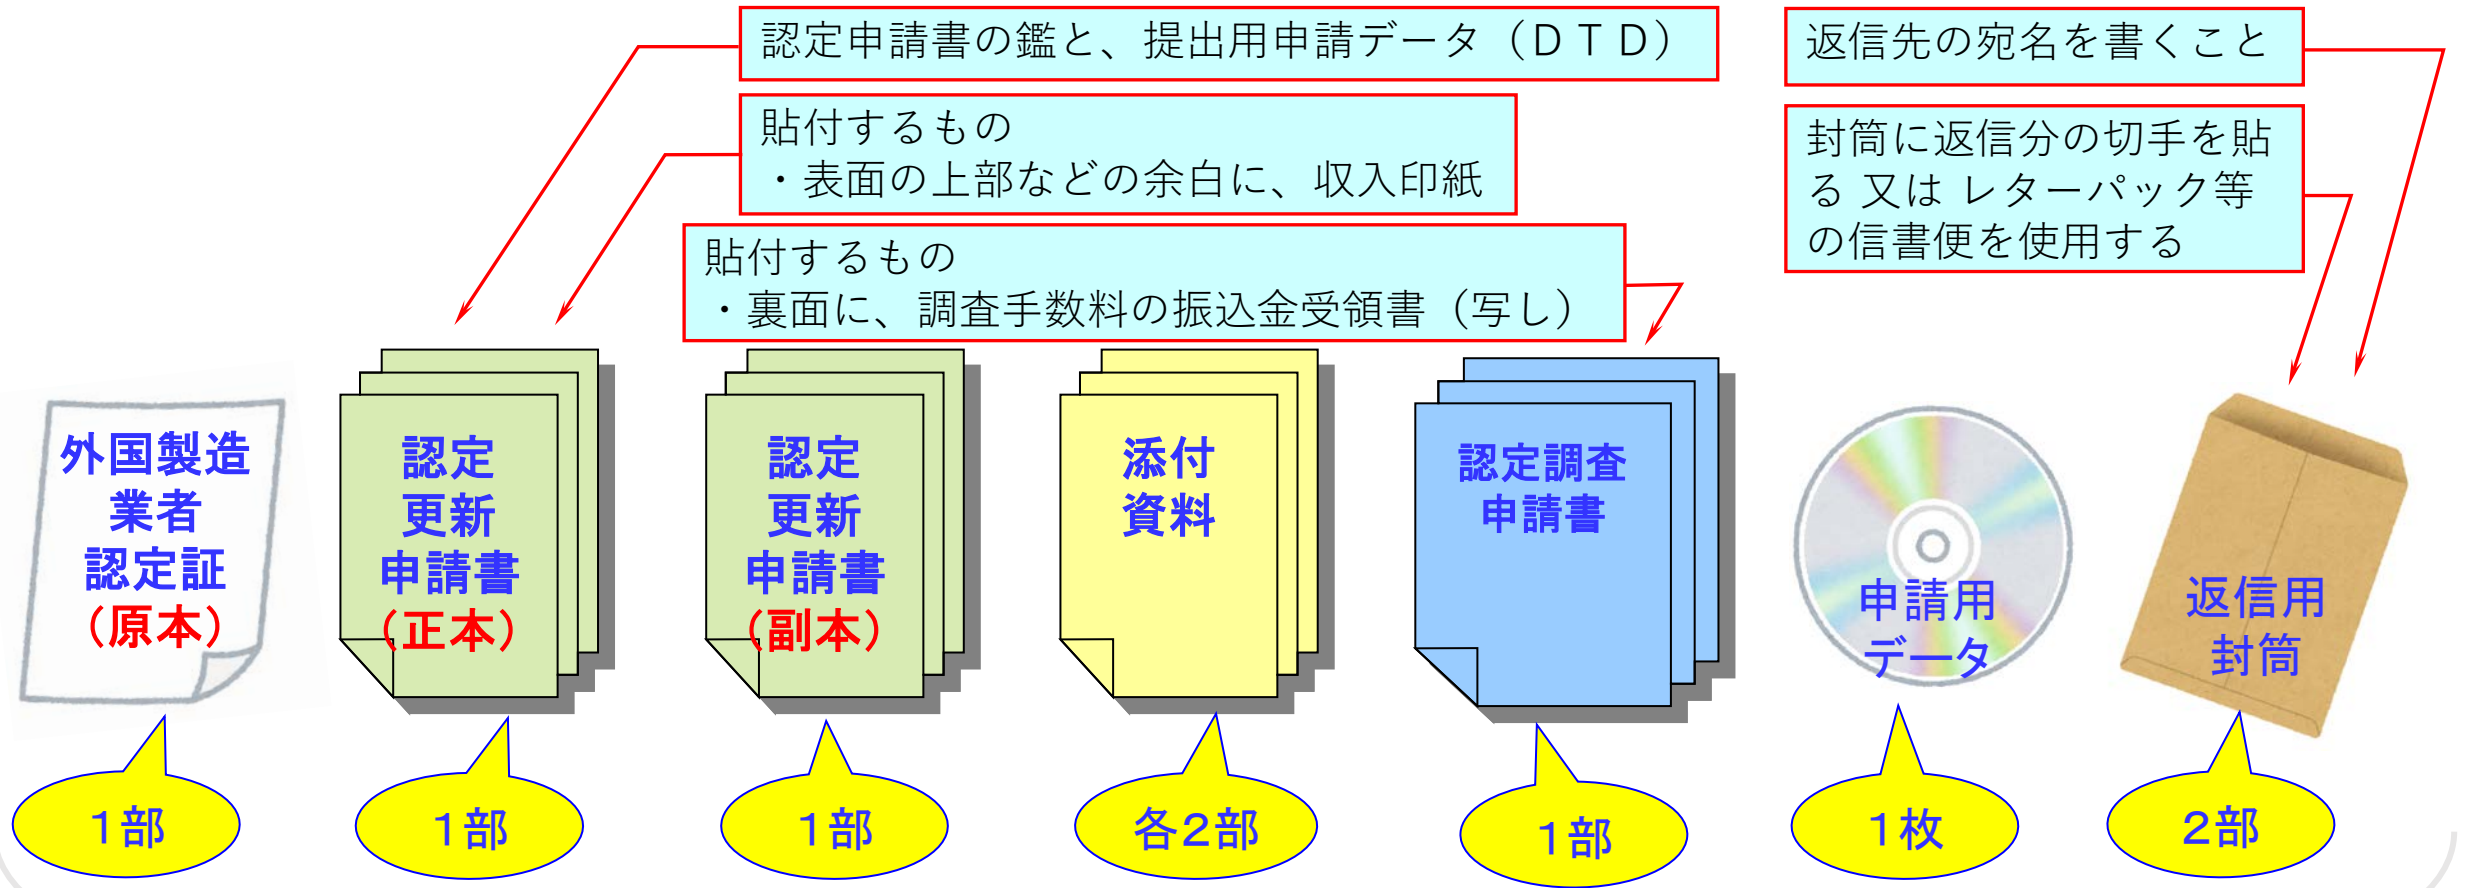 認定申請書の鑑と、提出用申請データ（ＤＴＤ）
貼付するもの
・表面の上部などの余白に、収入印紙
貼付するもの
・裏面に、調査手数料の振込金受領書（写し）
返信先の宛名を書くこと
封筒に返信分の切手を貼
る 又は レターパック等
の信書便を使用する
外国製造
業者
認定証
（原本）
認定
更新
申請書
（正本）
認定
更新
申請書
（副本）
添付
資料
認定調査
申請書
申請用
データ
返信用
封筒
１部
１部
１部
各２部
１部
１枚
２部